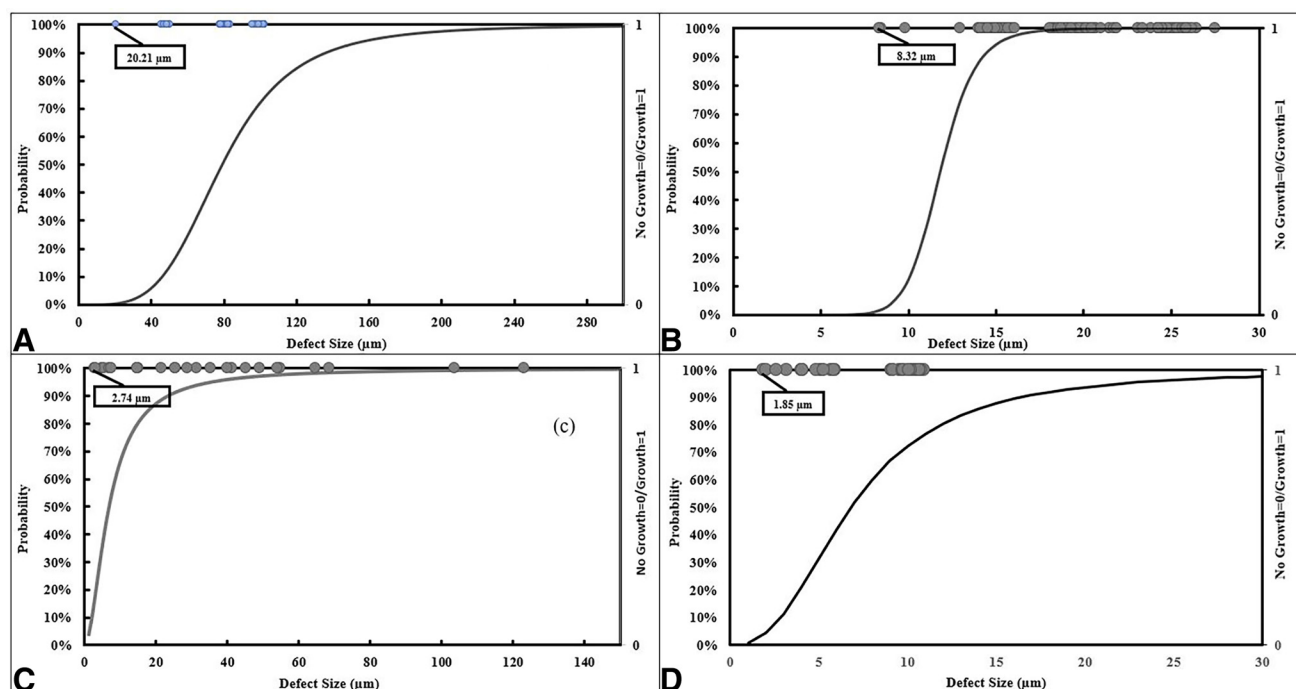 100%
90%
80%
70%
60%
50%
40%
30%
20%
10%
0%
Probability
20.21 µm
1
0
No Growth=0/Growth=1
0 40 80 120 160 200 240 280
Defect Size (µm)
A
100%
90%
80%
70%
60%
50%
40%
30%
20%
10%
0%
Probability
8.32 µm
1
0
No Growth=0/Growth=1
0 5 10 15 20 25 30
Defect Size (µm)
B
100%
90%
80%
70%
60%
50%
40%
30%
20%
10%
0%
Probability
2.74 µm
(c)
1
0
No Growth=0/Growth=1
0 20 40 60 80 100 120 140
Defect Size (µm)
C
100%
90%
80%
70%
60%
50%
40%
30%
20%
10%
0%
Probability
1.85 µm
1
0
No Growth=0/Growth=1
0 5 10 15 20 25 30
Defect Size (µm)
D